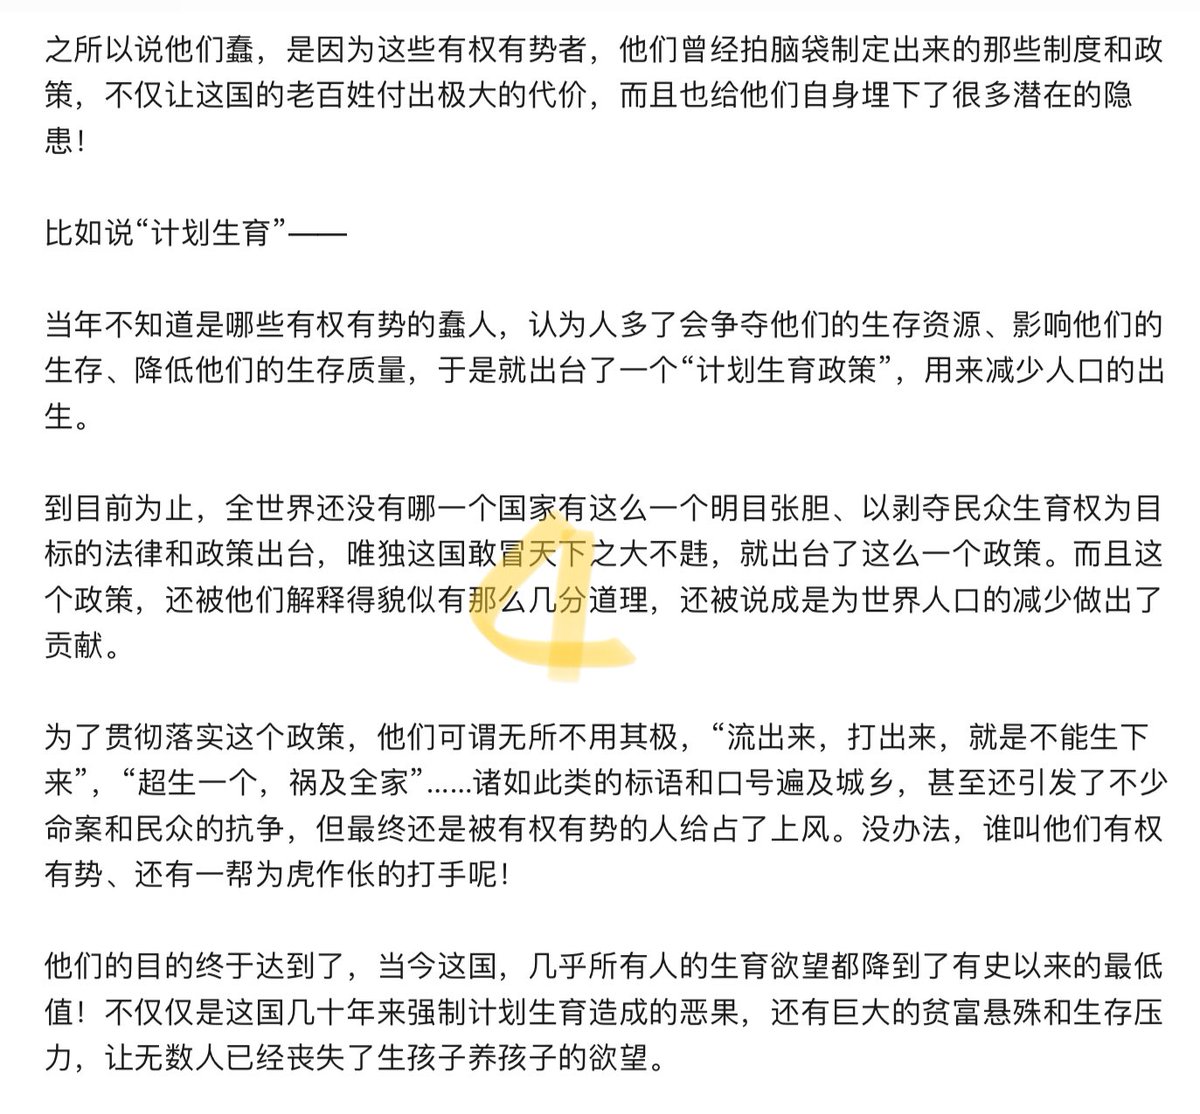 之所以说他们蠢，是因为这些有权有势者，他们曾经拍脑袋制定出来的那些制度和政
策，不仅让这国的老百姓付出极大的代价，而且也给他们自身埋下了很多潜在的隐
患！
比如说“计划生育”——
当年不知道是哪些有权有势的蠢人，认为人多了会争夺他们的生存资源、影响他们的
生存、降低他们的生存质量，于是就出台了一个“计划生育政策”，用来减少人口的出
生。
到目前为止，全世界还没有哪一个国家有这么一个明目张胆、以剥夺民众生育权为目
标的法律和政策出台，唯独这国敢冒天下之大不韪，就出台了这么一个政策。而且这
个政策，还被他们解释得貌似有那么几分道理，还被说成是为世界人口的减少做出了
贡献。
为了贯彻落实这个政策，他们可谓无所不用其极，“流出来，打出来，就是不能生下
来”，“超生一个，祸及全家”……诸如此类的标语和口号遍及城乡，甚至还引发了不少
命案和民众的抗争，但最终还是被有权有势的人给占了上风。没办法，谁叫他们有权
有势、还有一帮为虎作伥的打手呢！
他们的目的终于达到了，当今这国，几乎所有人的生育欲望都降到了有史以来的最低
值！不仅仅是这国几十年来强制计划生育造成的恶果，还有巨大的贫富悬殊和生存压
力，让无数人已经丧失了生孩子养孩子的欲望。
4